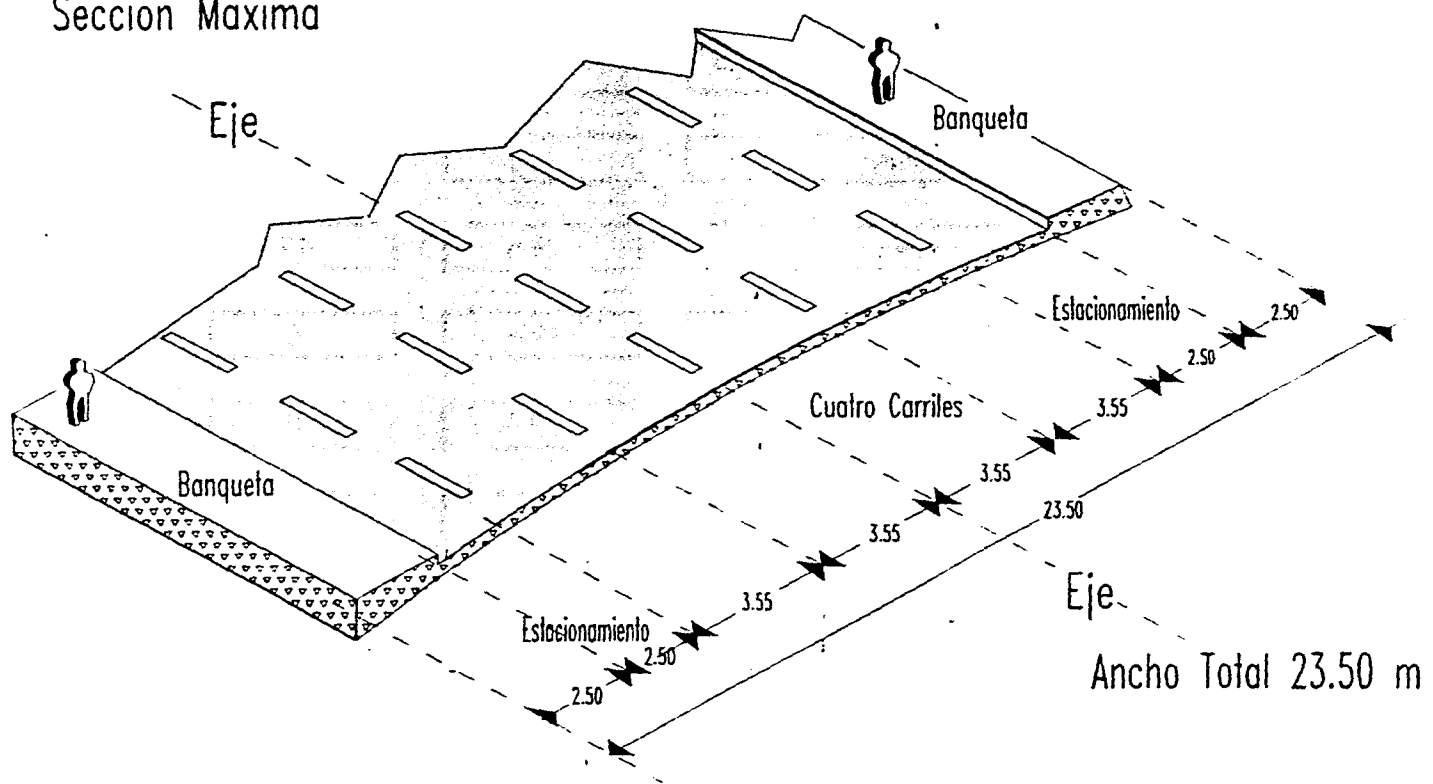 Seccion Maxima
Eje
Banqueta
Estacionamiento
2.50
2.50
Cuatro Carriles
3.55
3.55
23.50
3.55
Banqueta
Eje
3.55
Estacionamiento
2.50
2.50
Ancho Total 23.50 m